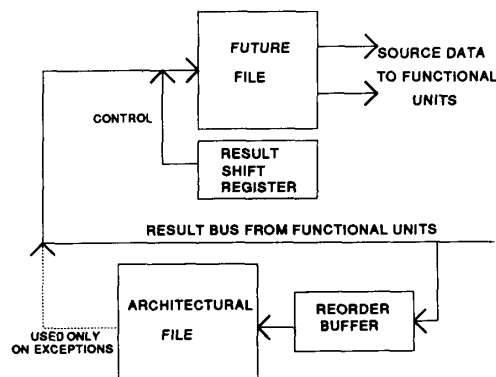 FUTURE
FILE
SOURCE DATA
TO FUNCTIONAL
UNITS
CONTROL
RESULT
SHIFT
REGISTER
RESULT BUS FROM FUNCTIONAL UNITS
ARCHITECTURAL
FILE
REORDER
BUFFER
USED ONLY
ON EXCEPTIONS